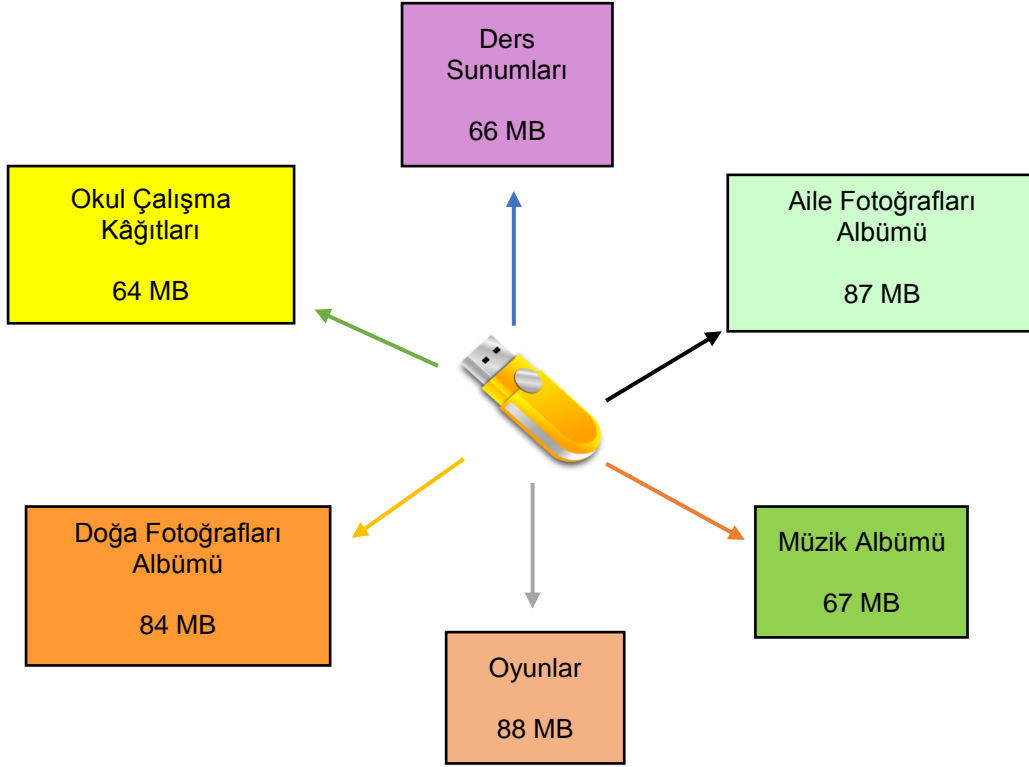 Ders
Sunumları
66 MB
Okul Çalışma
Kâğıtları
64 MB
Aile Fotoğrafları
Albümü
87 MB
Doğa Fotoğrafları
Albümü
84 MB
Müzik Albümü
67 MB
Oyunlar
88 MB